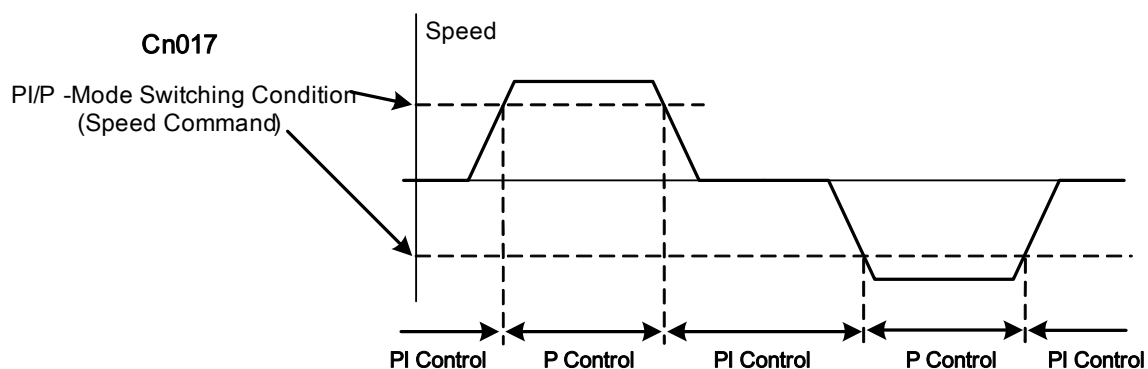 Speed
Cn017
PI/P -Mode Switching Condition
(Speed Command)
PI Control P Control PI Control P Control PI Control